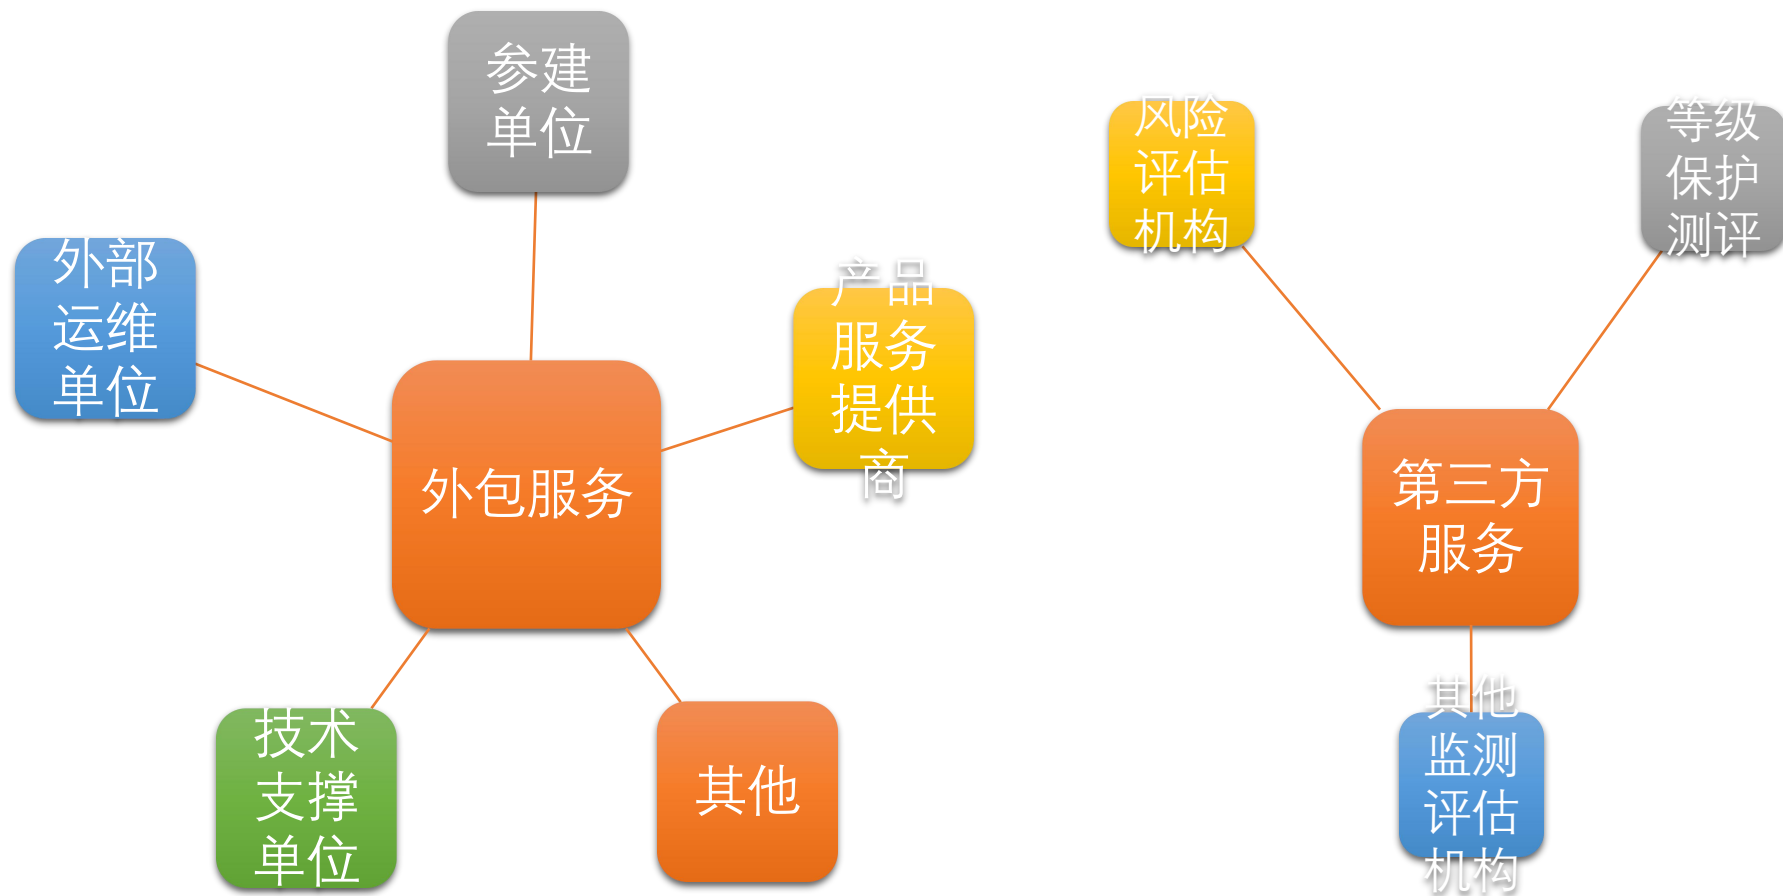 参建
单位
外部
运维
单位
产品
服务
提供
商
外包服务
技术
支撑
单位
其他
风险
评估
机构
等级
保护
测评
第三方
服务
其他
监测
评估
机构